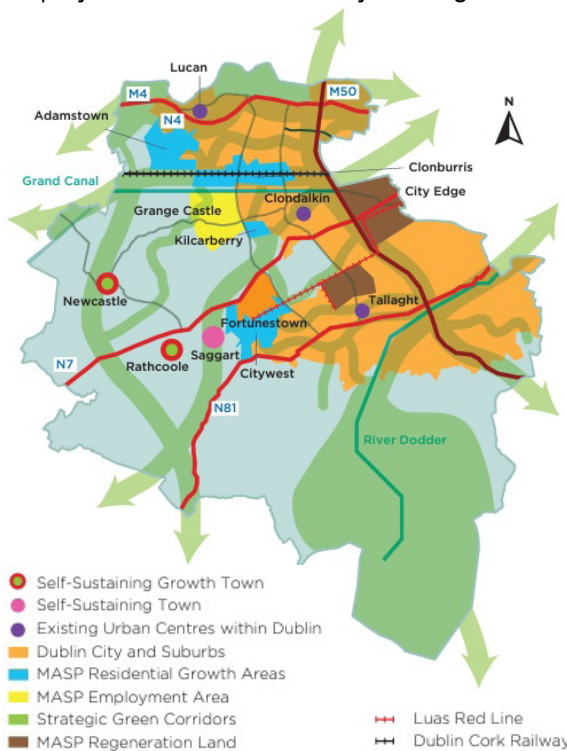 Lucan
M4
M50
N4
Adamstown
N
Clonburris
Grand Canal
City Edge
Clondalkin
Grange Castle
Kilcarberry
Newcastle
Tallaght
Fortunestown
Saggart
Rathcoole
N7
Citywest
N81
River Dodder
Self-Sustaining Growth Town
Self-Sustaining Town
Existing Urban Centres within Dublin
Dublin City and Suburbs
MASP Residential Growth Areas
MASP Employment Area
Strategic Green Corridors
MASP Regeneration Land
Luas Red Line
Dublin Cork Railway